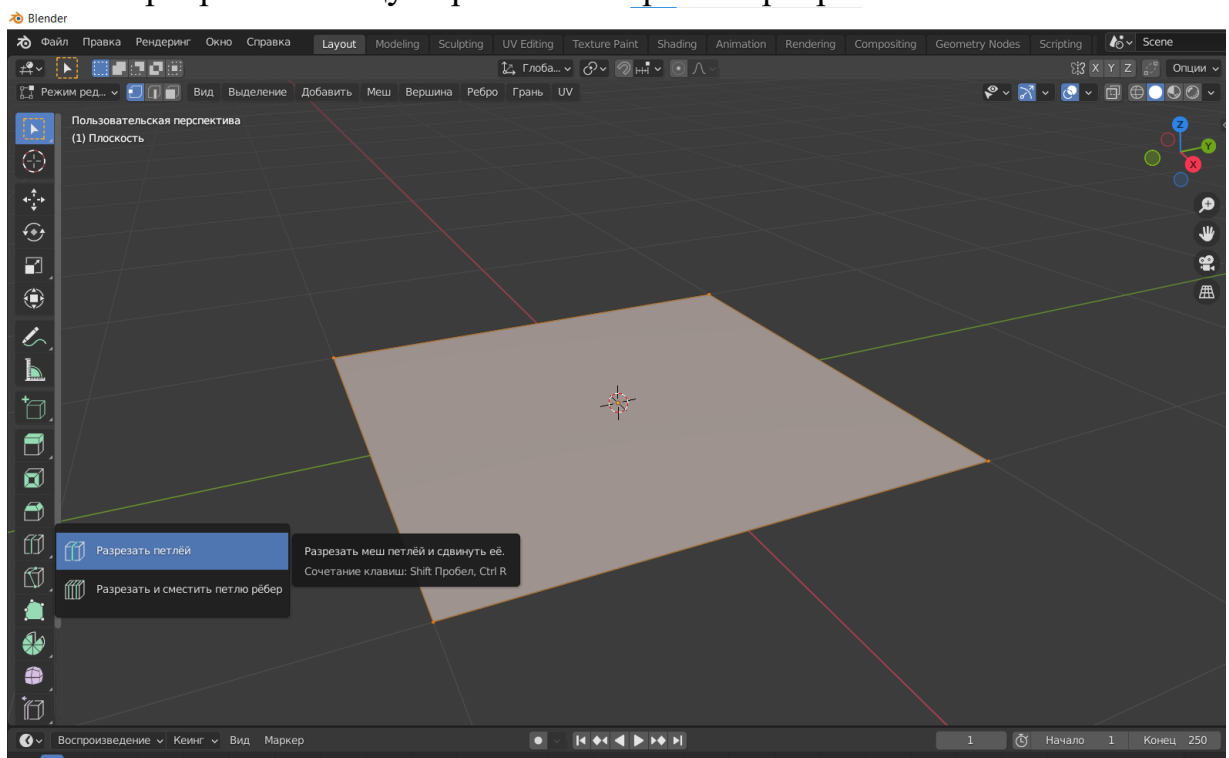 Blender
Файл Правка Рендеринг Окно Справка Layout Modeling Sculpting UV Editing Texture Paint Shading Animation Rendering Compositing Geometry Nodes Scripting Scene
Глоба... X Y Z Опции
Режим ред... Вид Выделение Добавить Меш Вершина Ребро Грань UV
Пользовательская перспектива
(1) Плоскость
Z
Y
X
Разрезать петлёй
Разрезать и сместить петлю рёбер
Разрезать меш петлёй и сдвинуть её.
Сочетание клавиш: Shift Пробел, Ctrl R
Воспроизведение Кеинг Вид Маркер 1 Начало 1 Конец 250